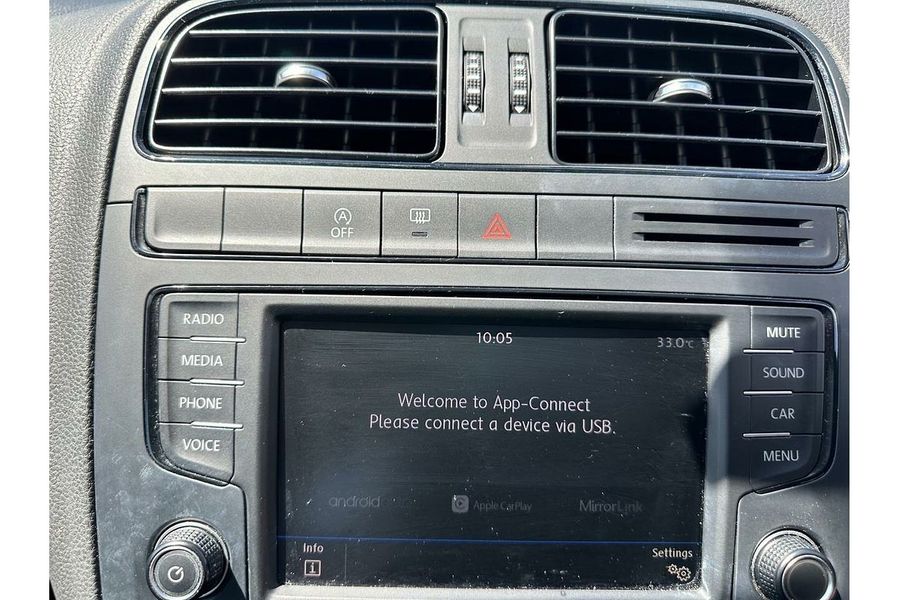 A
OFF
RADIO
MEDIA
PHONE
VOICE
MUTE
SOUND
CAR
MENU
10:05
33.0°C
Welcome to App-Connect
Please connect a device via USB.
android
Apple CarPlay
MirrorLink
Info
i
Settings